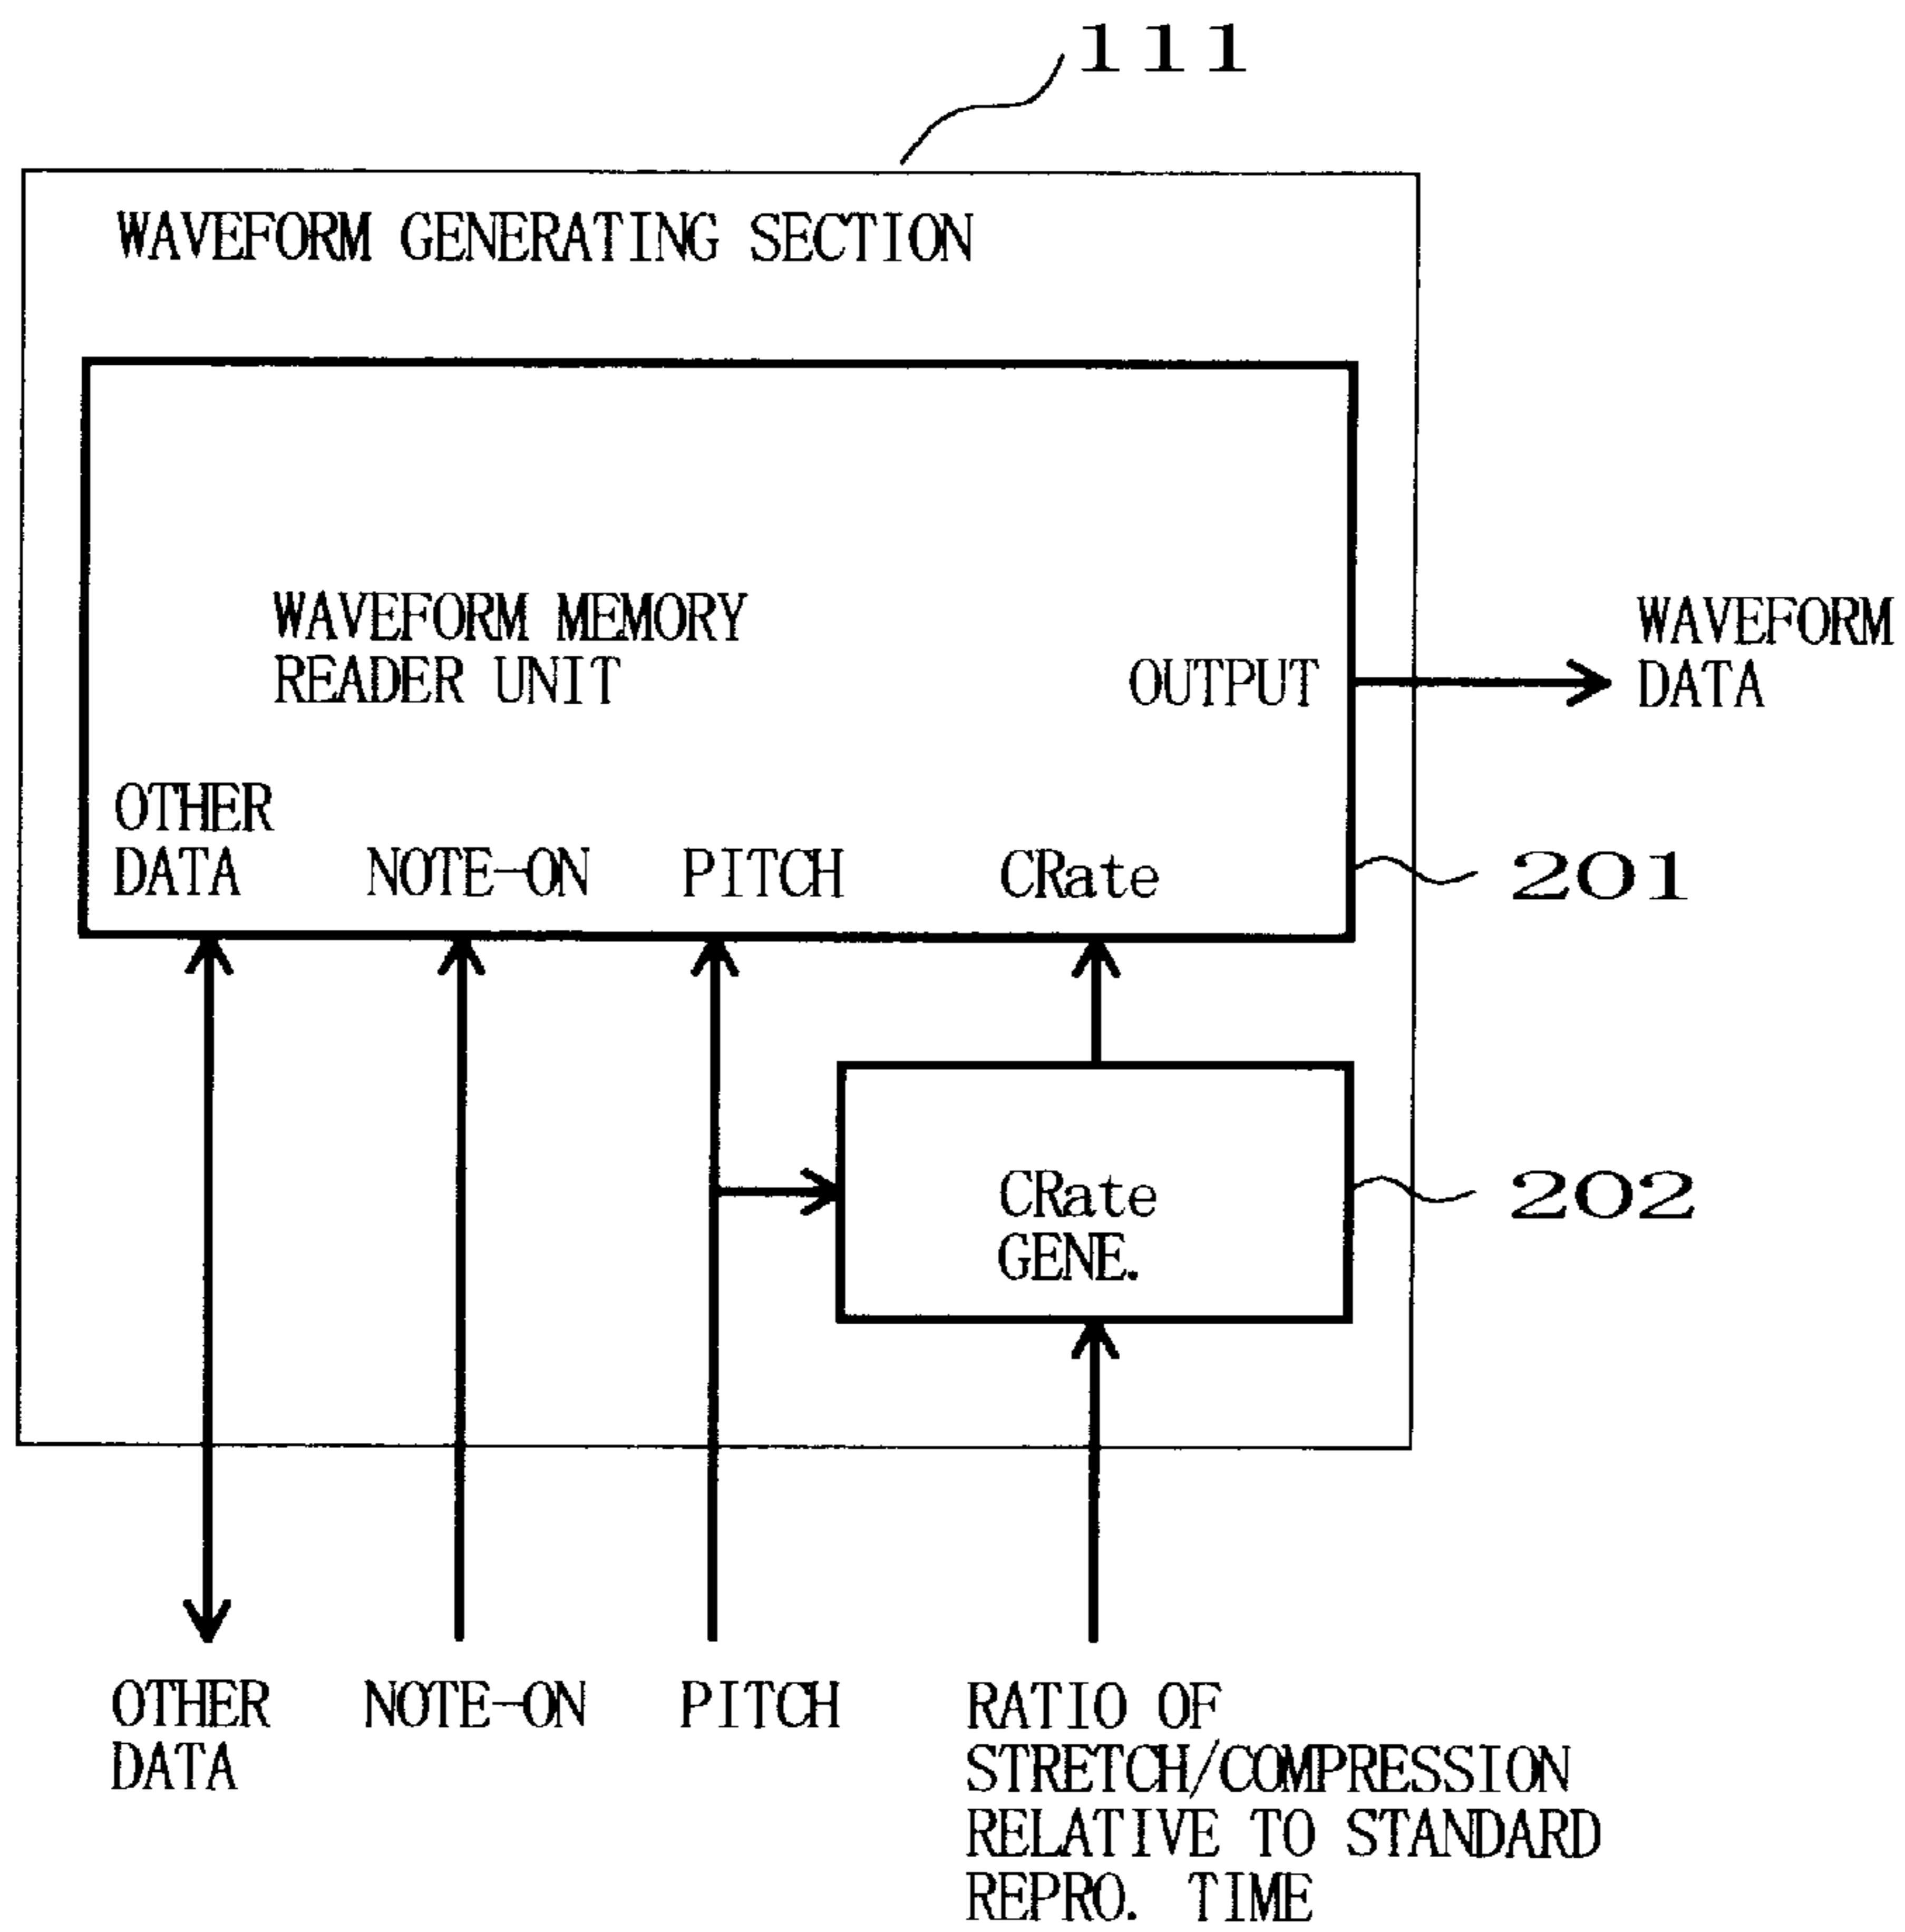 111
WAVEFORM GENERATING SECTION
WAVEFORM MEMORY
READER UNIT
OUTPUT
WAVEFORM
DATA
OTHER
DATA
NOTE-ON
PITCH
CRate
201
CRate
GENE.
202
OTHER
DATA
NOTE-ON
PITCH
RATIO OF
STRETCH/COMPRESSION
RELATIVE TO STANDARD
REPRO. TIME